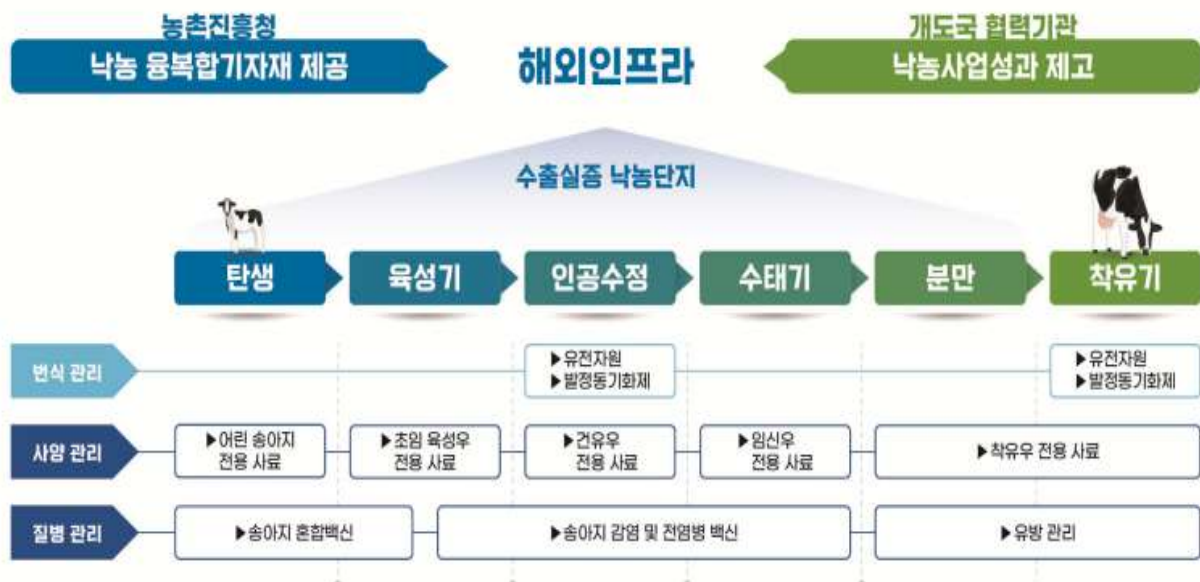 농촌진흥청
낙농 융복합기자재 제공
해외인프라
개도국 협력기관
낙농사업성과 제고
수출실증 낙농단지
탄생
육성기
인공수정
수태기
분만
착유기
번식 관리
▶유전자원
▶발정동기화제
▶유전자원
▶발정동기화제
사양 관리
▶어린 송아지
전용 사료
▶초임 육성우
전용 사료
▶건유우
전용 사료
▶임신우
전용 사료
▶착유우 전용 사료
질병 관리
▶송아지 혼합백신
▶송아지 감염 및 전염병 백신
▶유방 관리